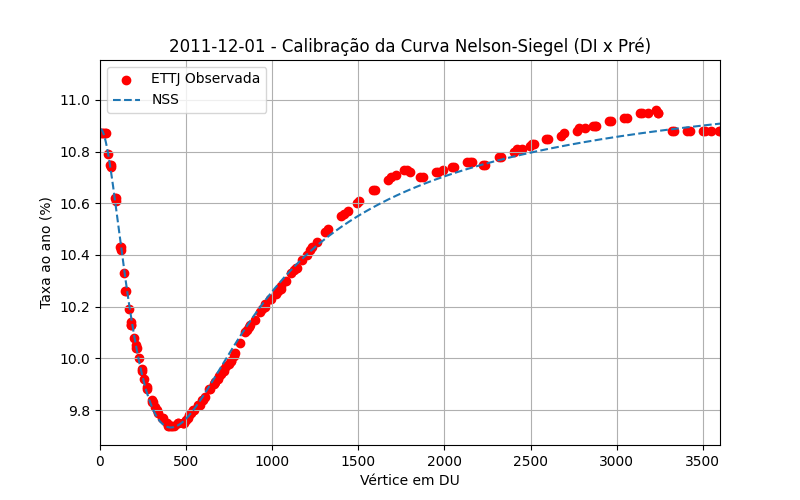 2011-12-01 - Calibração da Curva Nelson-Siegel (DI x Pré)
ETTJ Observada
NSS
Taxa ao ano (%)
11.0
10.8
10.6
10.4
10.2
10.0
9.8
0 500 1000 1500 2000 2500 3000 3500
Vértice em DU